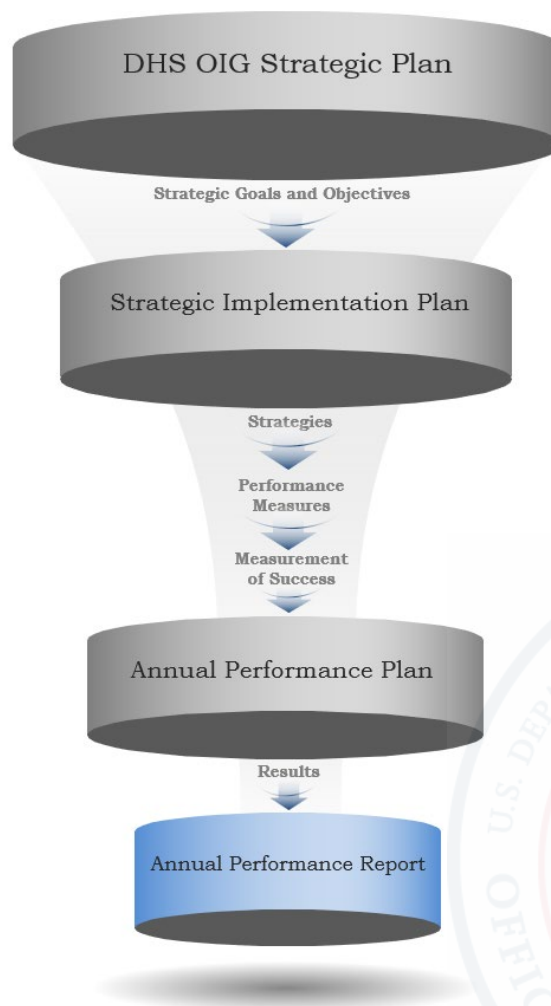 DHS OIG Strategic Plan
Strategic Goals and Objectives
Strategic Implementation Plan
Strategies
Performance
Measures
Measurement
of Success
Annual Performance Plan
Results
Annual Performance Report
U.S.